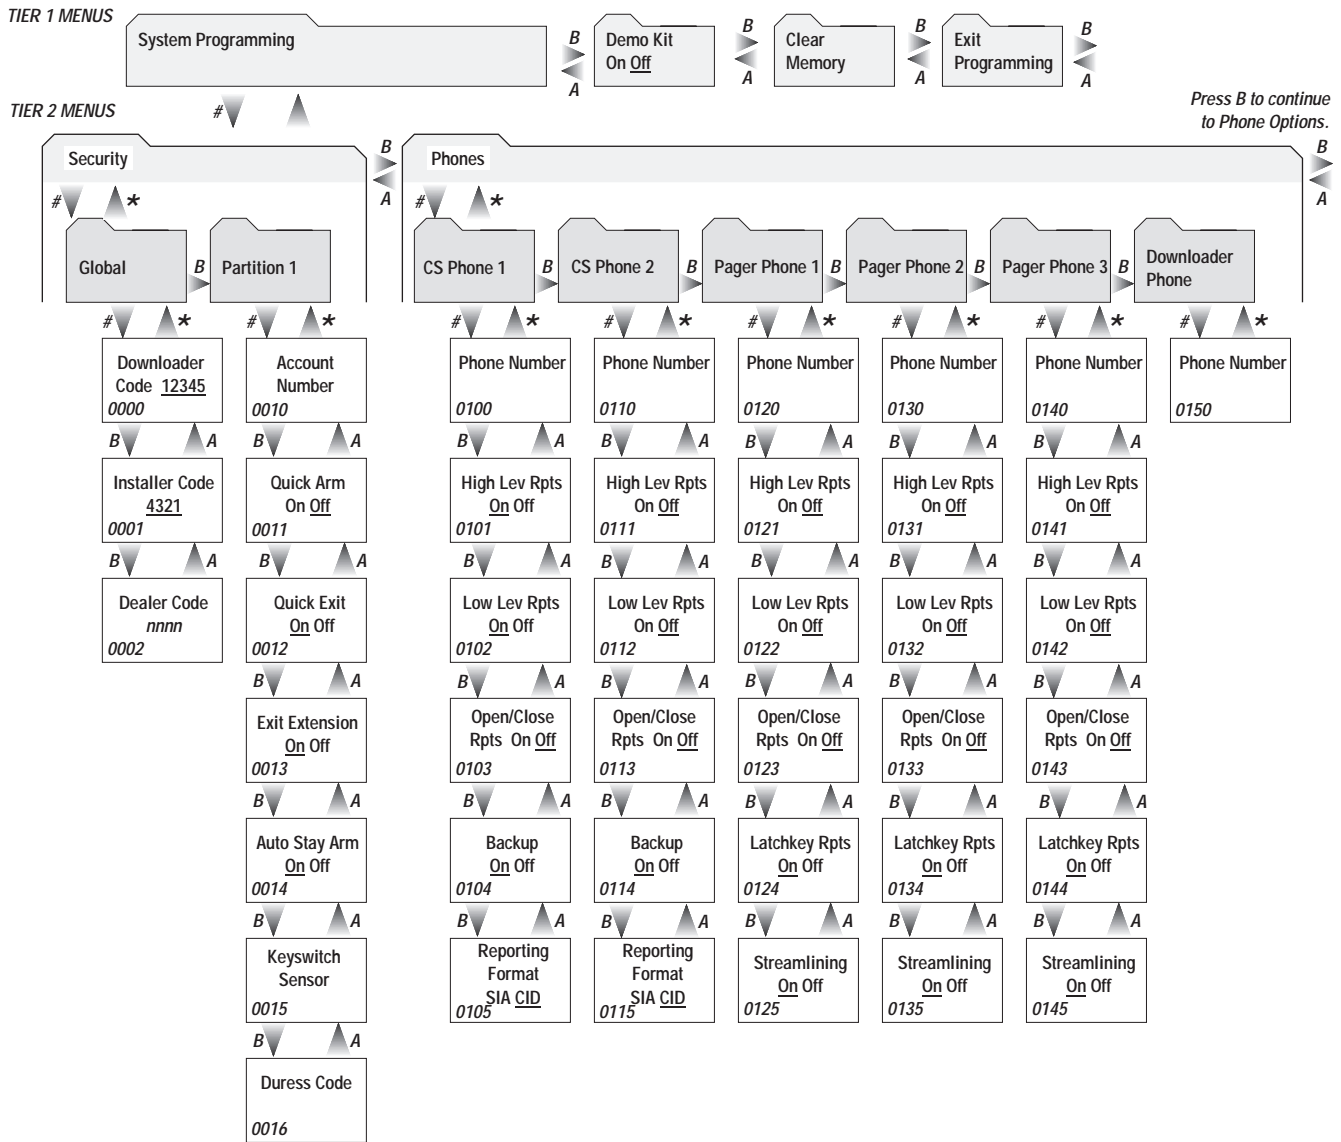 TIER 1 MENUS
System Programming
B
A
Demo Kit
On Off
B
A
Clear
Memory
B
A
Exit
Programming
B
A
TIER 2 MENUS
#
Press B to continue
to Phone Options.
Security
B
A
Phones
B
A
# *
# *
Global
B
Partition 1
CS Phone 1
B
CS Phone 2
B
Pager Phone 1
B
Pager Phone 2
B
Pager Phone 3
B
Downloader
Phone
# * # * # * # * # * # * # * # *
Downloader
Code 12345
0000
Account
Number
0010
Phone Number
0100
Phone Number
0110
Phone Number
0120
Phone Number
0130
Phone Number
0140
Phone Number
0150
B A B A B A B A B A B A B A
Installer Code
4321
0001
Quick Arm
On Off
0011
High Lev Rpts
On Off
0101
High Lev Rpts
On Off
0111
High Lev Rpts
On Off
0121
High Lev Rpts
On Off
0131
High Lev Rpts
On Off
0141
B A B A B A B A B A B A B A
Dealer Code
nnnn
0002
Quick Exit
On Off
0012
Low Lev Rpts
On Off
0102
Low Lev Rpts
On Off
0112
Low Lev Rpts
On Off
0122
Low Lev Rpts
On Off
0132
Low Lev Rpts
On Off
0142
B A B A B A B A B A B A
Exit Extension
On Off
0013
Open/Close
Rpts On Off
0103
Open/Close
Rpts On Off
0113
Open/Close
Rpts On Off
0123
Open/Close
Rpts On Off
0133
Open/Close
Rpts On Off
0143
B A B A B A B A B A B A
Auto Stay Arm
On Off
0014
Backup
On Off
0104
Backup
On Off
0114
Latchkey Rpts
On Off
0124
Latchkey Rpts
On Off
0134
Latchkey Rpts
On Off
0144
B A B A B A B A B A B A
Keyswitch
Sensor
0015
Reporting
Format
SIA CID
0105
Reporting
Format
SIA CID
0115
Streamlining
On Off
0125
Streamlining
On Off
0135
Streamlining
On Off
0145
B A
Duress Code
0016